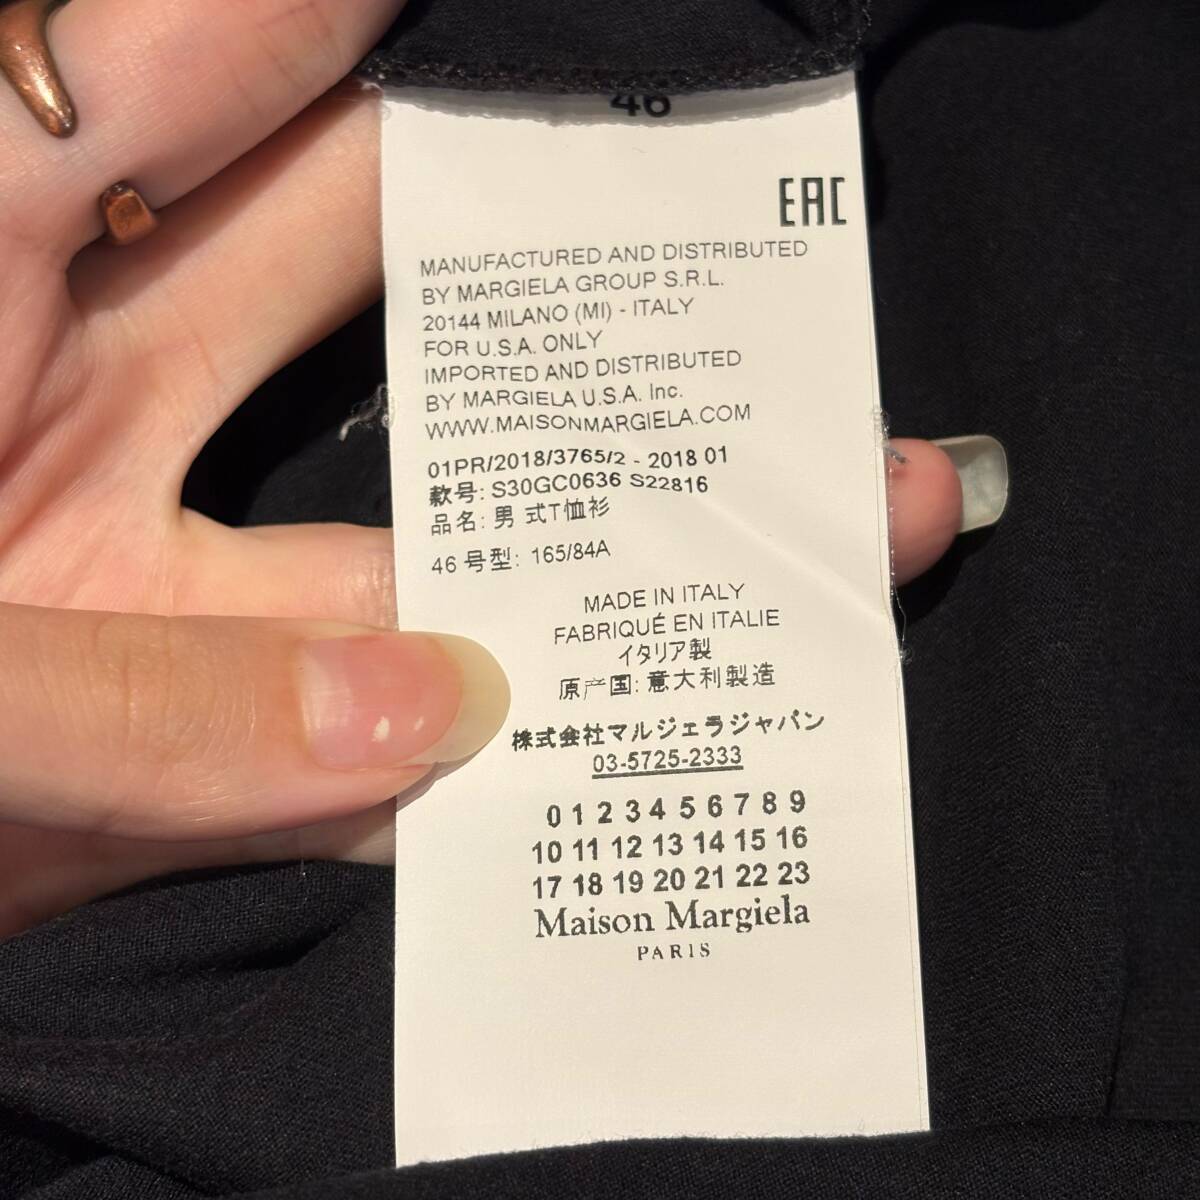 46
EAC
MANUFACTURED AND DISTRIBUTED
BY MARGIELA GROUP S.R.L.
20144 MILANO (MI) - ITALY
FOR U.S.A. ONLY
IMPORTED AND DISTRIBUTED
BY MARGIELA U.S.A. Inc.
WWW.MAISONMARGIELA.COM
01PR/2018/3765/2 - 2018 01
款号: S30GC0636 S22816
品名: 男 式T恤衫
46 号型: 165/84A
MADE IN ITALY
FABRIQUÉ EN ITALIE
イタリア製
原产国: 意大利製造
株式会社マルジェラジャパン
03-5725-2333
0 1 2 3 4 5 6 7 8 9
10 11 12 13 14 15 16
17 18 19 20 21 22 23
Maison Margiela
PARIS